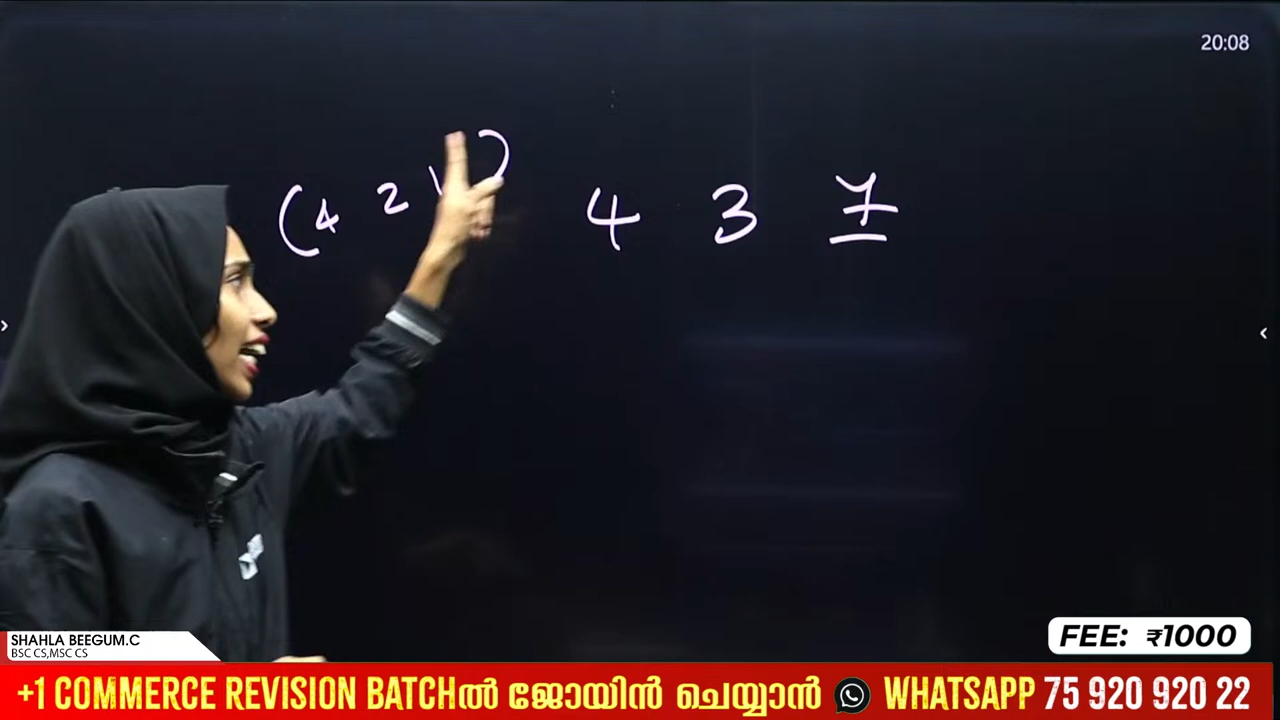 20:08
(4 2 1) 4 3 7
SHAHLA BEEGUM.C
BSC CS,MSC CS
FEE: ₹1000
+1 COMMERCE REVISION BATCHൽ ജോയിൻ ചെയ്യാൻ WHATSAPP 75 920 920 22